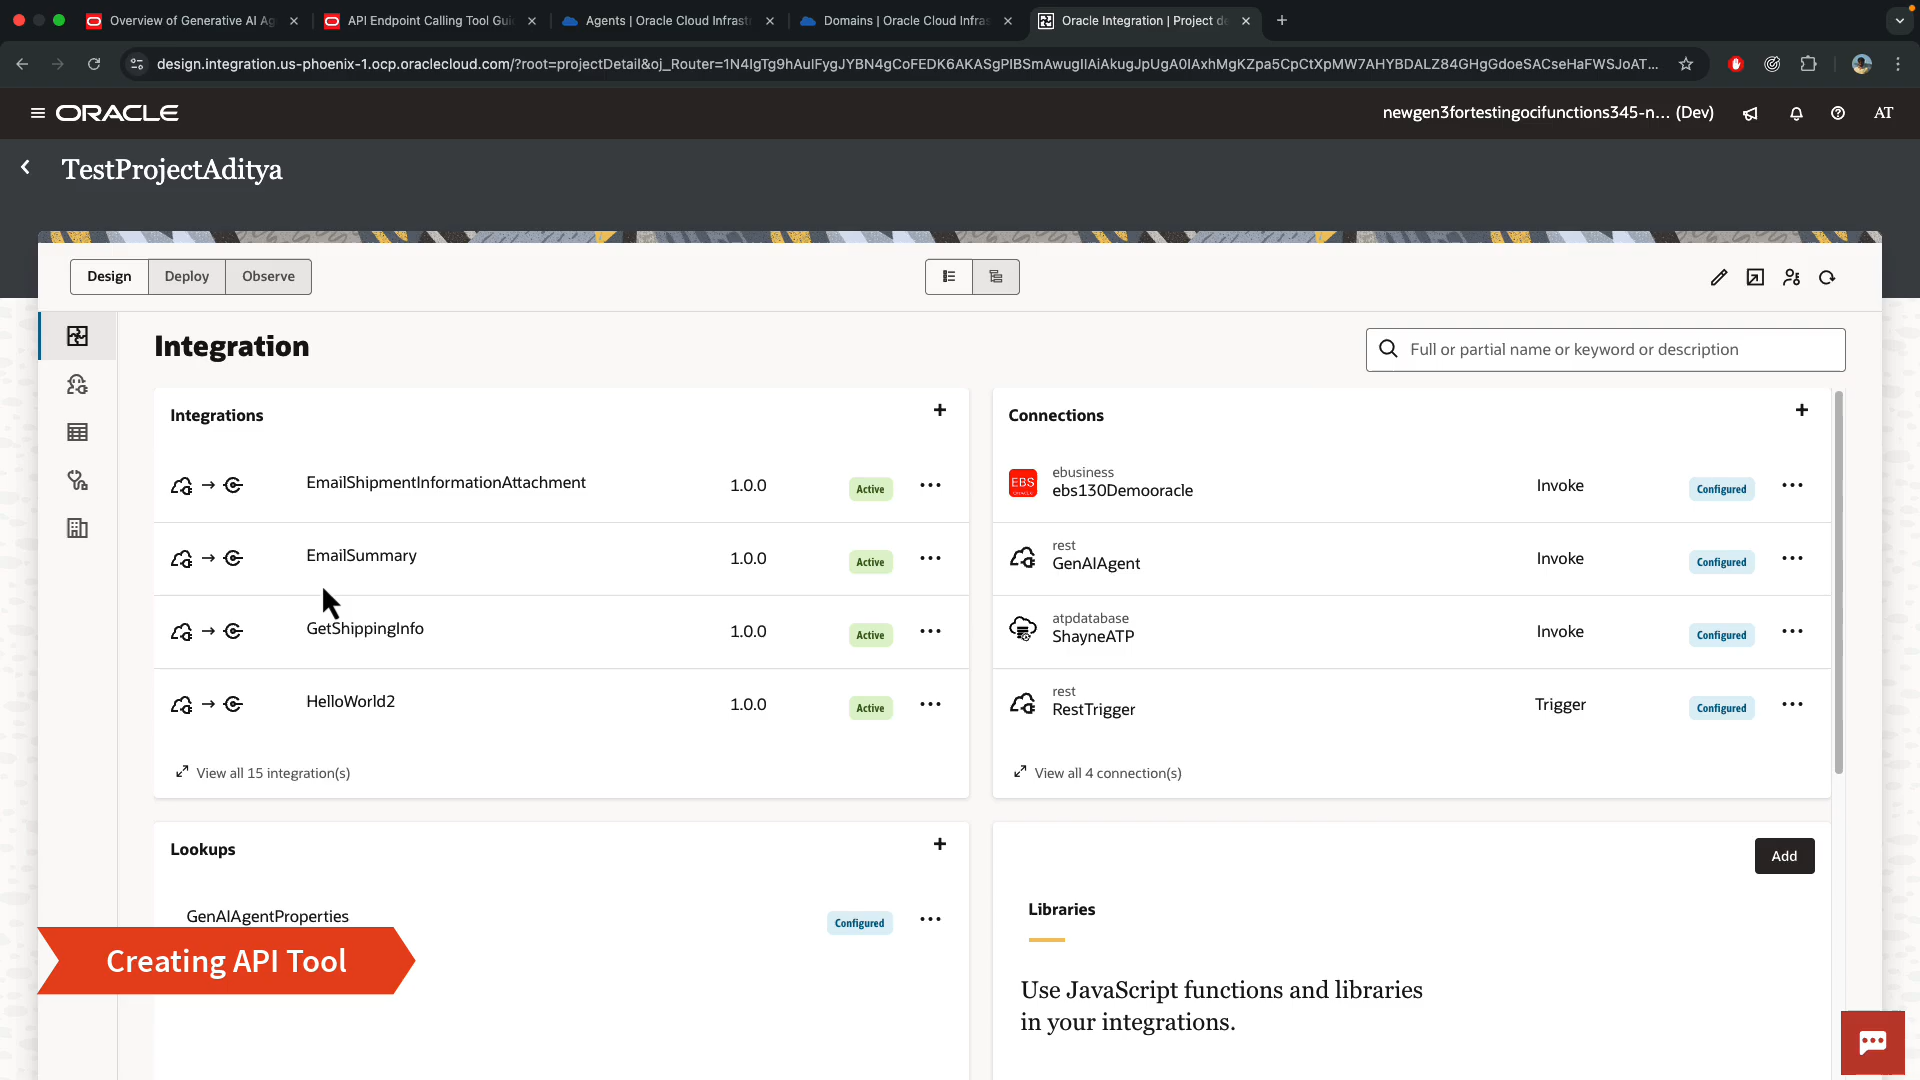 Overview of Generative AI Ag
API Endpoint Calling Tool Gui
Agents | Oracle Cloud Infrast
Domains | Oracle Cloud Infras
Oracle Integration | Project de
design.integration.us-phoenix-1.ocp.oraclecloud.com/?root=projectDetail&oj_Router=1N4IgTg9hAulFygJYBN4gCoFEDK6AKASgPIBSmAwugIlAiAkugJpUgA0IAxhMgKZpa5CpCtXpMW7AHYBDALZ84GHgGdoeSACseHaFWSJoAT...
ORACLE
newgen3fortestingocifunctions345-n... (Dev)
AT
TestProjectAditya
Design
Deploy
Observe
Integration
Full or partial name or keyword or description
Integrations
EmailShipmentInformationAttachment
1.0.0
Active
EmailSummary
1.0.0
Active
GetShippingInfo
1.0.0
Active
HelloWorld2
1.0.0
Active
View all 15 integration(s)
Connections
EBS
ORACLE
ebusiness
ebs130Demooracle
Invoke
Configured
rest
GenAIAgent
Invoke
Configured
atpdatabase
ShayneATP
Invoke
Configured
rest
RestTrigger
Trigger
Configured
View all 4 connection(s)
Lookups
GenAIAgentProperties
Configured
Creating API Tool
Add
Libraries
Use JavaScript functions and libraries
in your integrations.